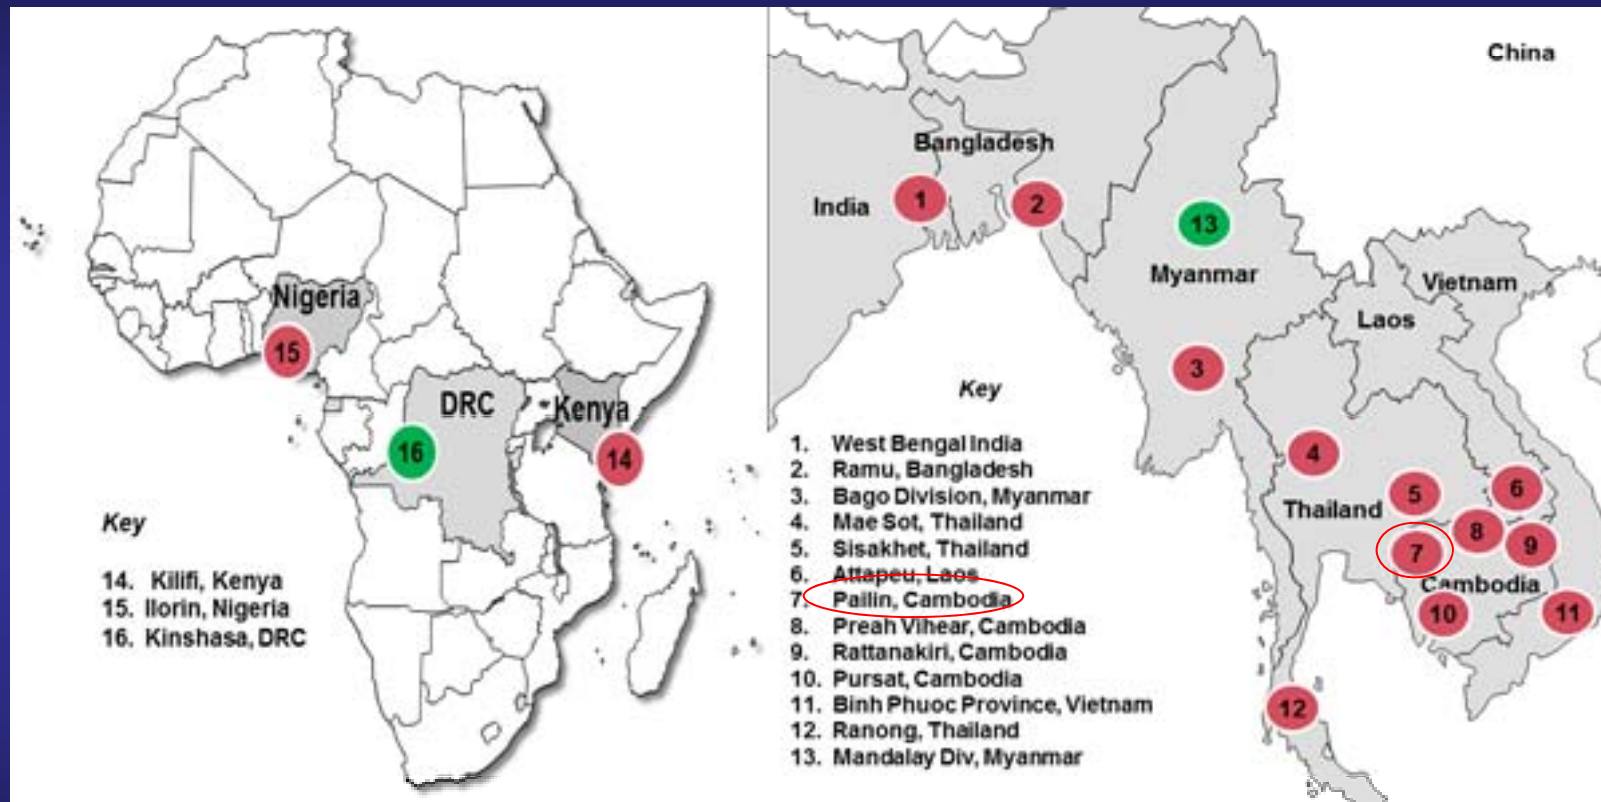 Nigeria
15
DRC
Kenya
16
14
Key
14. Kilifi, Kenya
15. Ilorin, Nigeria
16. Kinshasa, DRC
China
Bangladesh
India
1
2
13
Myanmar
Vietnam
Laos
3
4
Thailand
5
6
7
8
9
Cambodia
10
11
12
Key
1. West Bengal India
2. Ramu, Bangladesh
3. Bago Division, Myanmar
4. Mae Sot, Thailand
5. Sisakhet, Thailand
6. Attapeu, Laos
7. Pailin, Cambodia
8. Preah Vihear, Cambodia
9. Rattanakiri, Cambodia
10. Pursat, Cambodia
11. Binh Phuoc Province, Vietnam
12. Ranong, Thailand
13. Mandalay Div, Myanmar